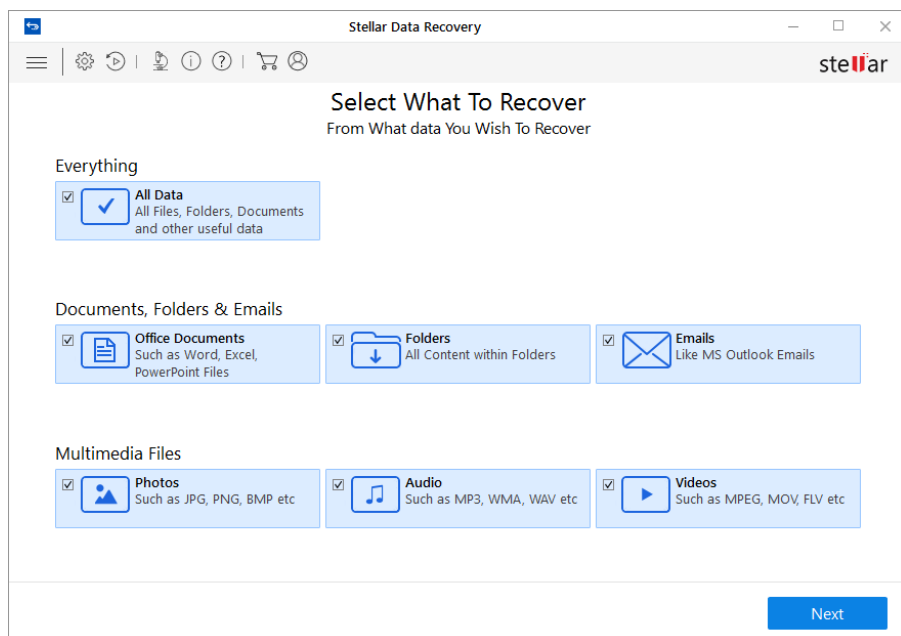 Stellar Data Recovery
stellar
Select What To Recover
From What data You Wish To Recover
Everything
All Data
All Files, Folders, Documents
and other useful data
Documents, Folders & Emails
Office Documents
Such as Word, Excel,
PowerPoint Files
Folders
All Content within Folders
Emails
Like MS Outlook Emails
Multimedia Files
Photos
Such as JPG, PNG, BMP etc
Audio
Such as MP3, WMA, WAV etc
Videos
Such as MPEG, MOV, FLV etc
Next